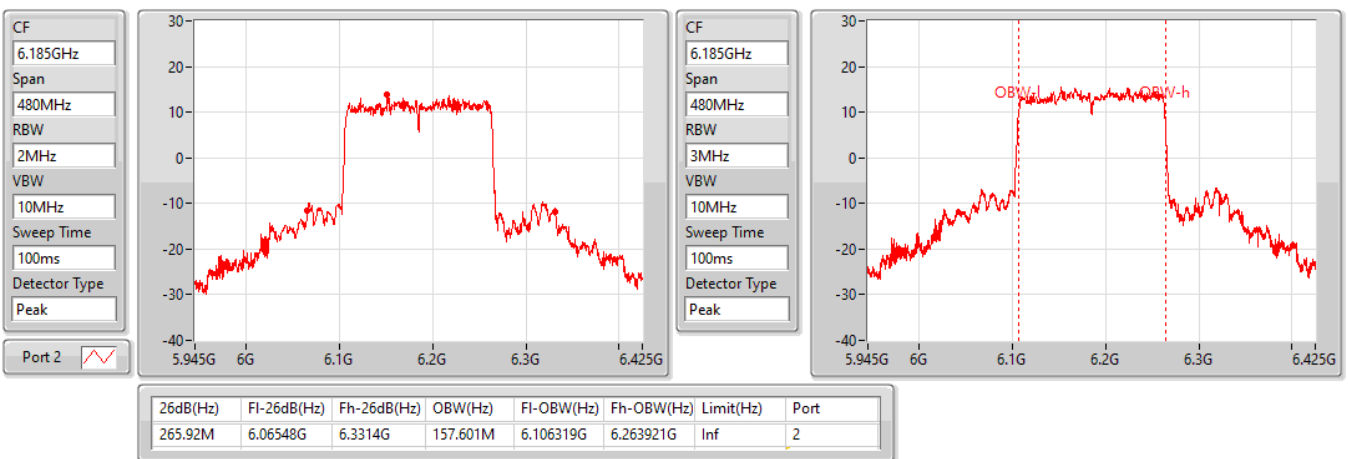 CF
6.185GHz
Span
480MHz
RBW
2MHz
VBW
10MHz
Sweep Time
100ms
Detector Type
Peak
Port 2
30
20
10
0
-10
-20
-30
-40
5.945G 6G 6.1G 6.2G 6.3G 6.425G
CF
6.185GHz
Span
480MHz
RBW
3MHz
VBW
10MHz
Sweep Time
100ms
Detector Type
Peak
30
20
10
0
-10
-20
-30
-40
OBW-l OBW-h
5.945G 6G 6.1G 6.2G 6.3G 6.425G
26dB(Hz) Fl-26dB(Hz) Fh-26dB(Hz) OBW(Hz) Fl-OBW(Hz) Fh-OBW(Hz) Limit(Hz) Port
265.92M 6.06548G 6.3314G 157.601M 6.106319G 6.263921G Inf 2